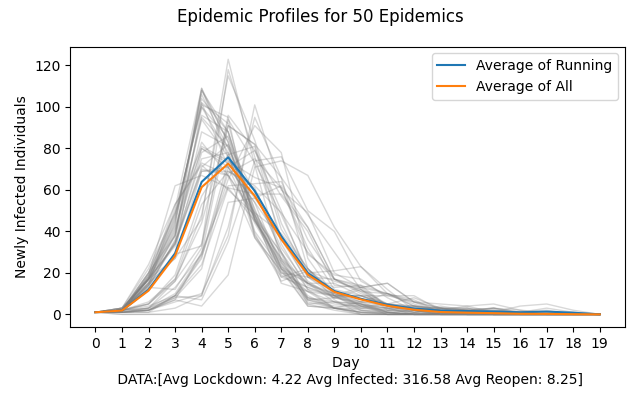 Epidemic Profiles for 50 Epidemics
Newly Infected Individuals
120
100
80
60
40
20
0
Average of Running
Average of All
0 1 2 3 4 5 6 7 8 9 10 11 12 13 14 15 16 17 18 19
Day
DATA:[Avg Lockdown: 4.22 Avg Infected: 316.58 Avg Reopen: 8.25]